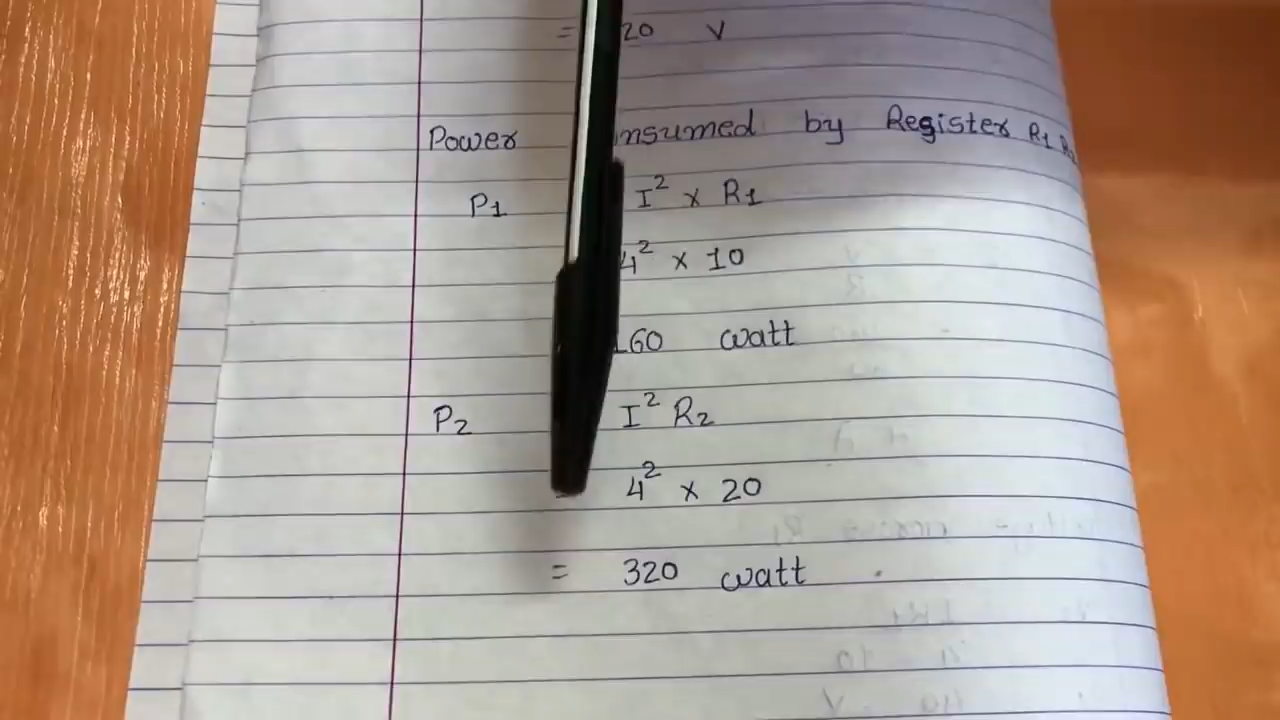 = 20 V
Power nsumed by Register R1 R2
P1 I² x R1
4² x 10
160 watt
P2 I² R2
= 4² x 20
= 320 watt